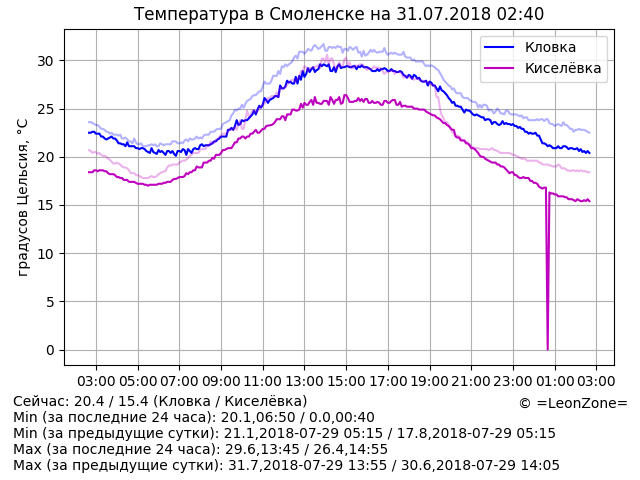 Температура в Смоленске на 31.07.2018 02:40
Кловка
Киселёвка
градусов Цельсия, °C
30
25
20
15
10
5
0
03:00 05:00 07:00 09:00 11:00 13:00 15:00 17:00 19:00 21:00 23:00 01:00 03:00
Сейчас: 20.4 / 15.4 (Кловка / Киселёвка)
© =LeonZone=
Min (за последние 24 часа): 20.1,06:50 / 0.0,00:40
Min (за предыдущие сутки): 21.1,2018-07-29 05:15 / 17.8,2018-07-29 05:15
Max (за последние 24 часа): 29.6,13:45 / 26.4,14:55
Max (за предыдущие сутки): 31.7,2018-07-29 13:55 / 30.6,2018-07-29 14:05